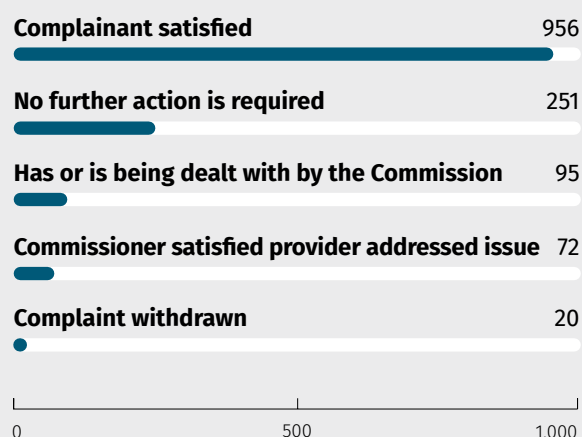 Complainant satisfied 956
No further action is required 251
Has or is being dealt with by the Commission 95
Commissioner satisfied provider addressed issue 72
Complaint withdrawn 20
0 500 1,000